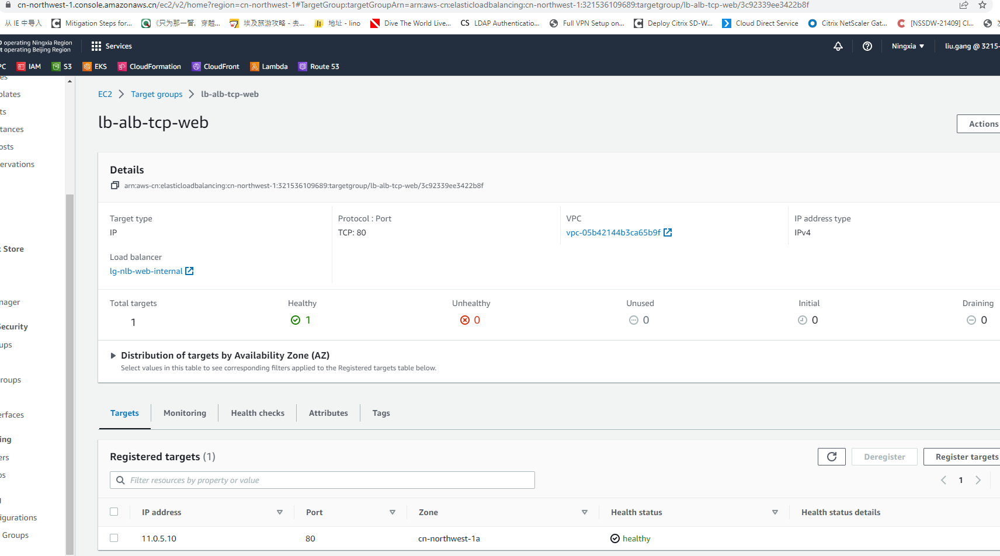 cn-northwest-1.console.amazonaws.cn/ec2/v2/home?region=cn-northwest-1#TargetGroup:targetGroupArn=arn:aws-cn:elasticloadbalancing:cn-northwest-1:321536109689:targetgroup/lb-alb-tcp-web/3c92339ee3422b8f
从 IE 中导入 Mitigation Steps for... 《只为那一瞥，穿越... 埃及旅游攻略 - 去... 地址 - lino Dive The World Live... CS LDAP Authenticatio... Full VPN Setup on... Deploy Citrix SD-W... Cloud Direct Service Citrix NetScaler Gat... [NSSDW-21409] Cl...
operating Ningxia Region
t operating Beijing Region
Services
Ningxia
liu.gang @ 3215-
PC IAM S3 EKS CloudFormation CloudFront Lambda Route 53
es
plates
ts
tances
osts
ervations
Store
nager
Security
ups
roups
erfaces
ing
ers
ps
igurations
Groups
EC2 > Target groups > lb-alb-tcp-web
lb-alb-tcp-web
Actions
Details
arn:aws-cn:elasticloadbalancing:cn-northwest-1:321536109689:targetgroup/lb-alb-tcp-web/3c92339ee3422b8f
Target type
IP
Protocol : Port
TCP: 80
VPC
vpc-05b42144b3ca65b9f
IP address type
IPv4
Load balancer
lg-nlb-web-internal
Total targets
1
Healthy
1
Unhealthy
0
Unused
0
Initial
0
Draining
0
Distribution of targets by Availability Zone (AZ)
Select values in this table to see corresponding filters applied to the Registered targets table below.
Targets Monitoring Health checks Attributes Tags
Registered targets (1)
Deregister
Register targets
Filter resources by property or value
1
IP address Port Zone Health status Health status details
11.0.5.10 80 cn-northwest-1a healthy